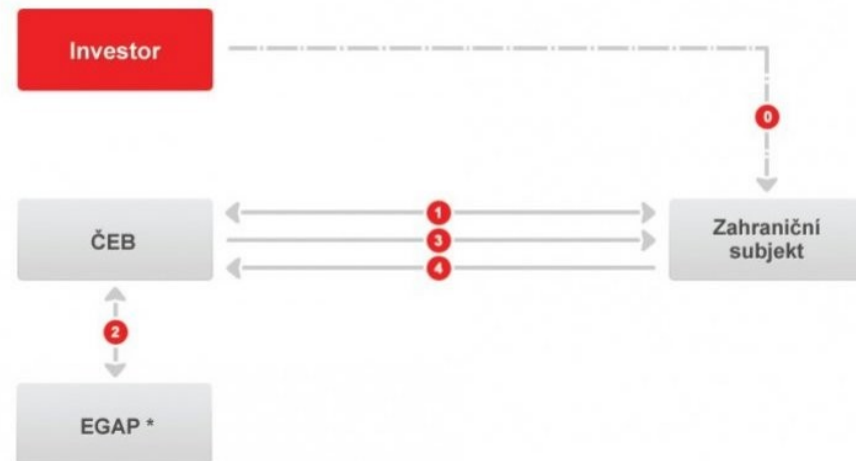 Investor
0
ČEB
1
3
4
Zahraniční
subjekt
2
EGAP *